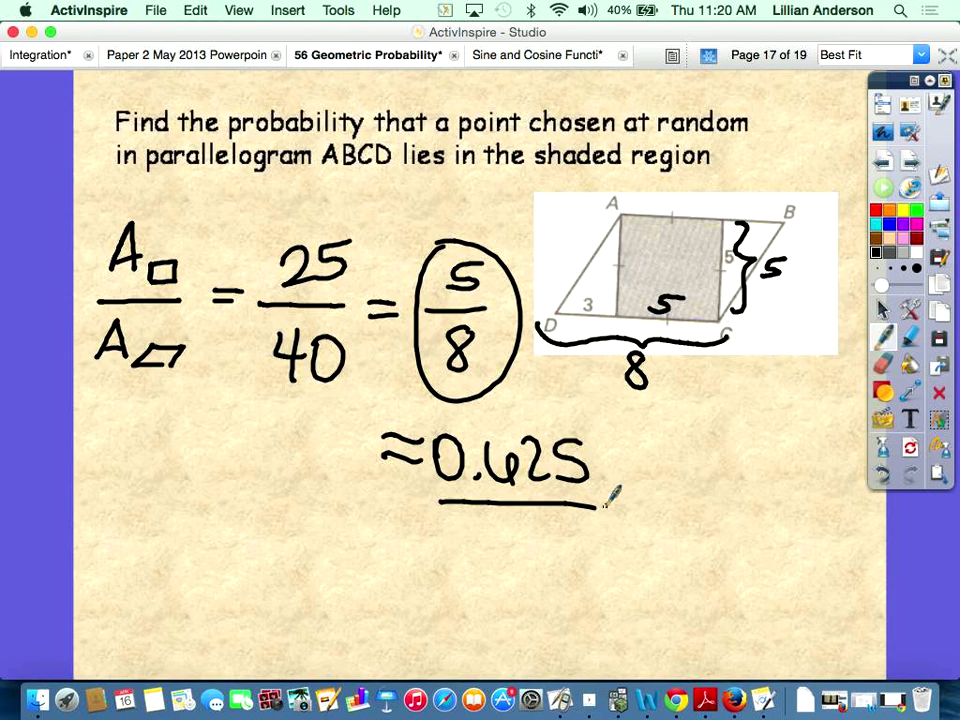 ActivInspire File Edit View Insert Tools Help 40% Thu 11:20 AM Lillian Anderson
ActivInspire - Studio
Integration* Paper 2 May 2013 Powerpoin 56 Geometric Probability* Sine and Cosine Functi* Page 17 of 19 Best Fit
Find the probability that a point chosen at random
in parallelogram ABCD lies in the shaded region
A B
5 5
D 3 5 C
8
A□ / A▱ = 25 / 40 = 5 / 8
≈0.625